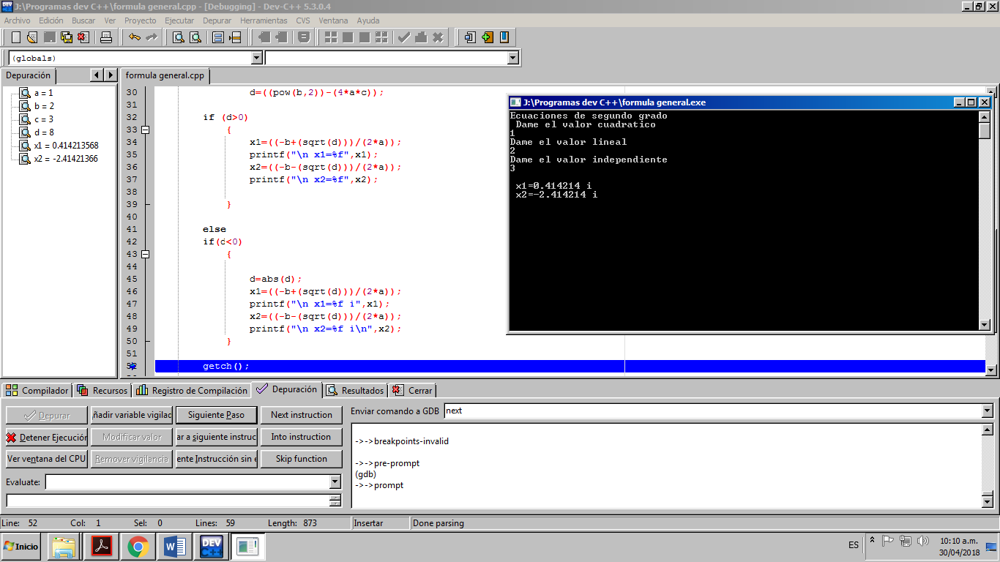 J:\Programas dev C++\formula general.cpp - [Debugging] - Dev-C++ 5.3.0.4
Archivo Edición Buscar Ver Proyecto Ejecutar Depurar Herramientas CVS Ventana Ayuda
(globals)
Depuración
formula general.cpp
a = 1
b = 2
c = 3
d = 8
x1 = 0.414213568
x2 = -2.41421366
30 d=((pow(b,2))-(4*a*c));
31
32 if (d>0)
33 {
34 x1=((-b+(sqrt(d)))/(2*a));
35 printf("\n x1=%f",x1);
36 x2=((-b-(sqrt(d)))/(2*a));
37 printf("\n x2=%f",x2);
38
39 }
40
41 else
42 if(d<0)
43 {
44
45 d=abs(d);
46 x1=((-b+(sqrt(d)))/(2*a));
47 printf("\n x1=%f i",x1);
48 x2=((-b-(sqrt(d)))/(2*a));
49 printf("\n x2=%f i\n",x2);
50 }
51
52 getch();
J:\Programas dev C++\formula general.exe
Ecuaciones de segundo grado
Dame el valor cuadratico
1
Dame el valor lineal
2
Dame el valor independiente
3
x1=0.414214 i
x2=-2.414214 i
Compilador Recursos Registro de Compilación Depuración Resultados Cerrar
Depurar ñadir variable vigilac Siguiente Paso Next instruction
Detener Ejecución Modificar valor ar a siguiente instruc Into instruction
Ver ventana del CPU Remover vigilancia ente Instrucción sin e Skip function
Evaluate:
Enviar comando a GDB next
->->breakpoints-invalid
->->pre-prompt
(gdb)
->->prompt
Line: 52 Col: 1 Sel: 0 Lines: 59 Length: 873 Insertar Done parsing
Inicio
DEV C++
ES
10:10 a.m.
30/04/2018